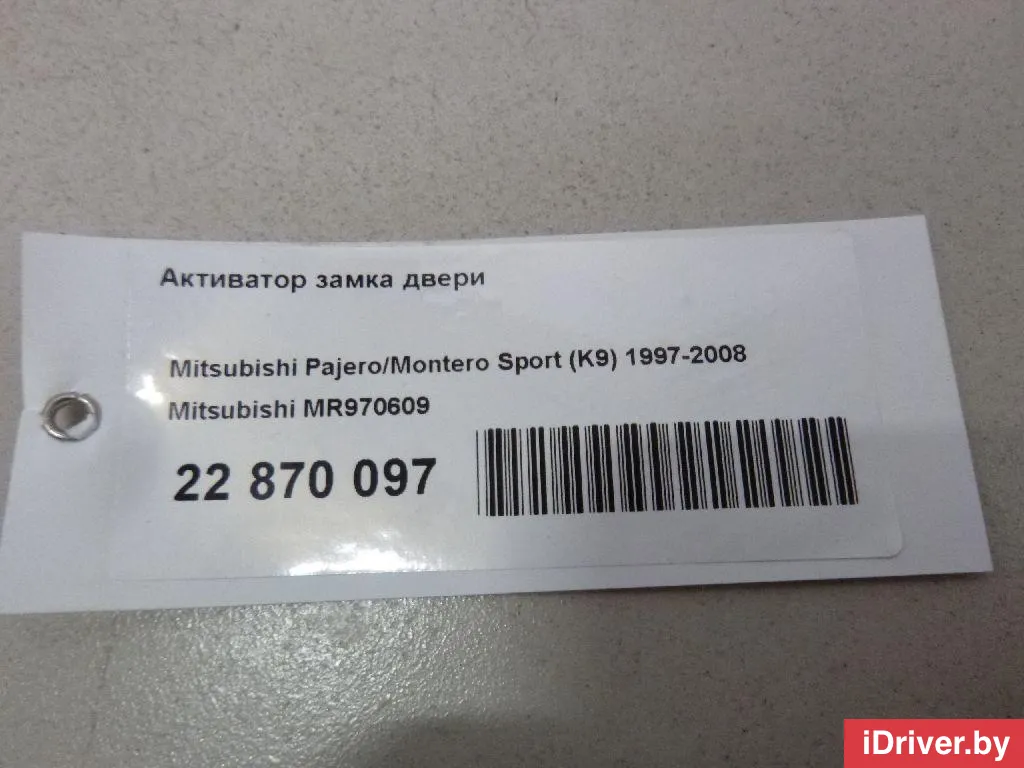 Активатор замка двери
Mitsubishi Pajero/Montero Sport (K9) 1997-2008
Mitsubishi MR970609
22 870 097
iDriver.by